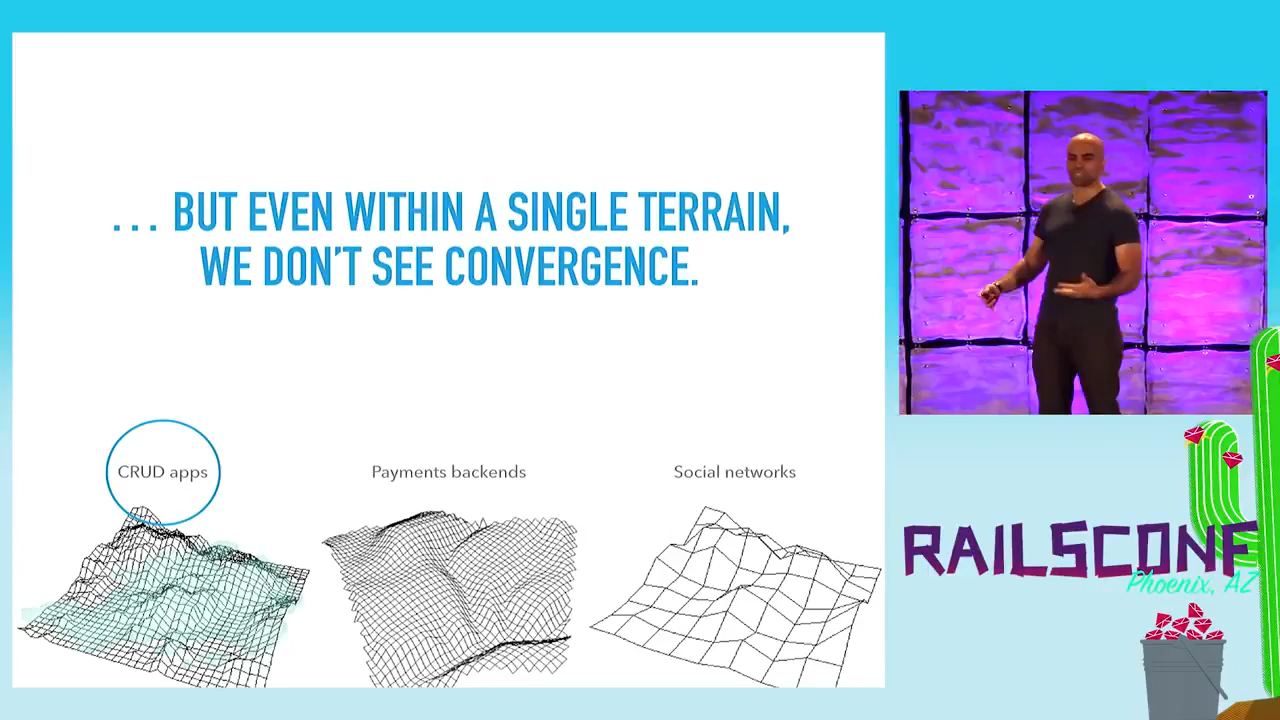 ... BUT EVEN WITHIN A SINGLE TERRAIN,
WE DON'T SEE CONVERGENCE.
CRUD apps
Payments backends
Social networks
RAILSCONF
Phoenix, AZ